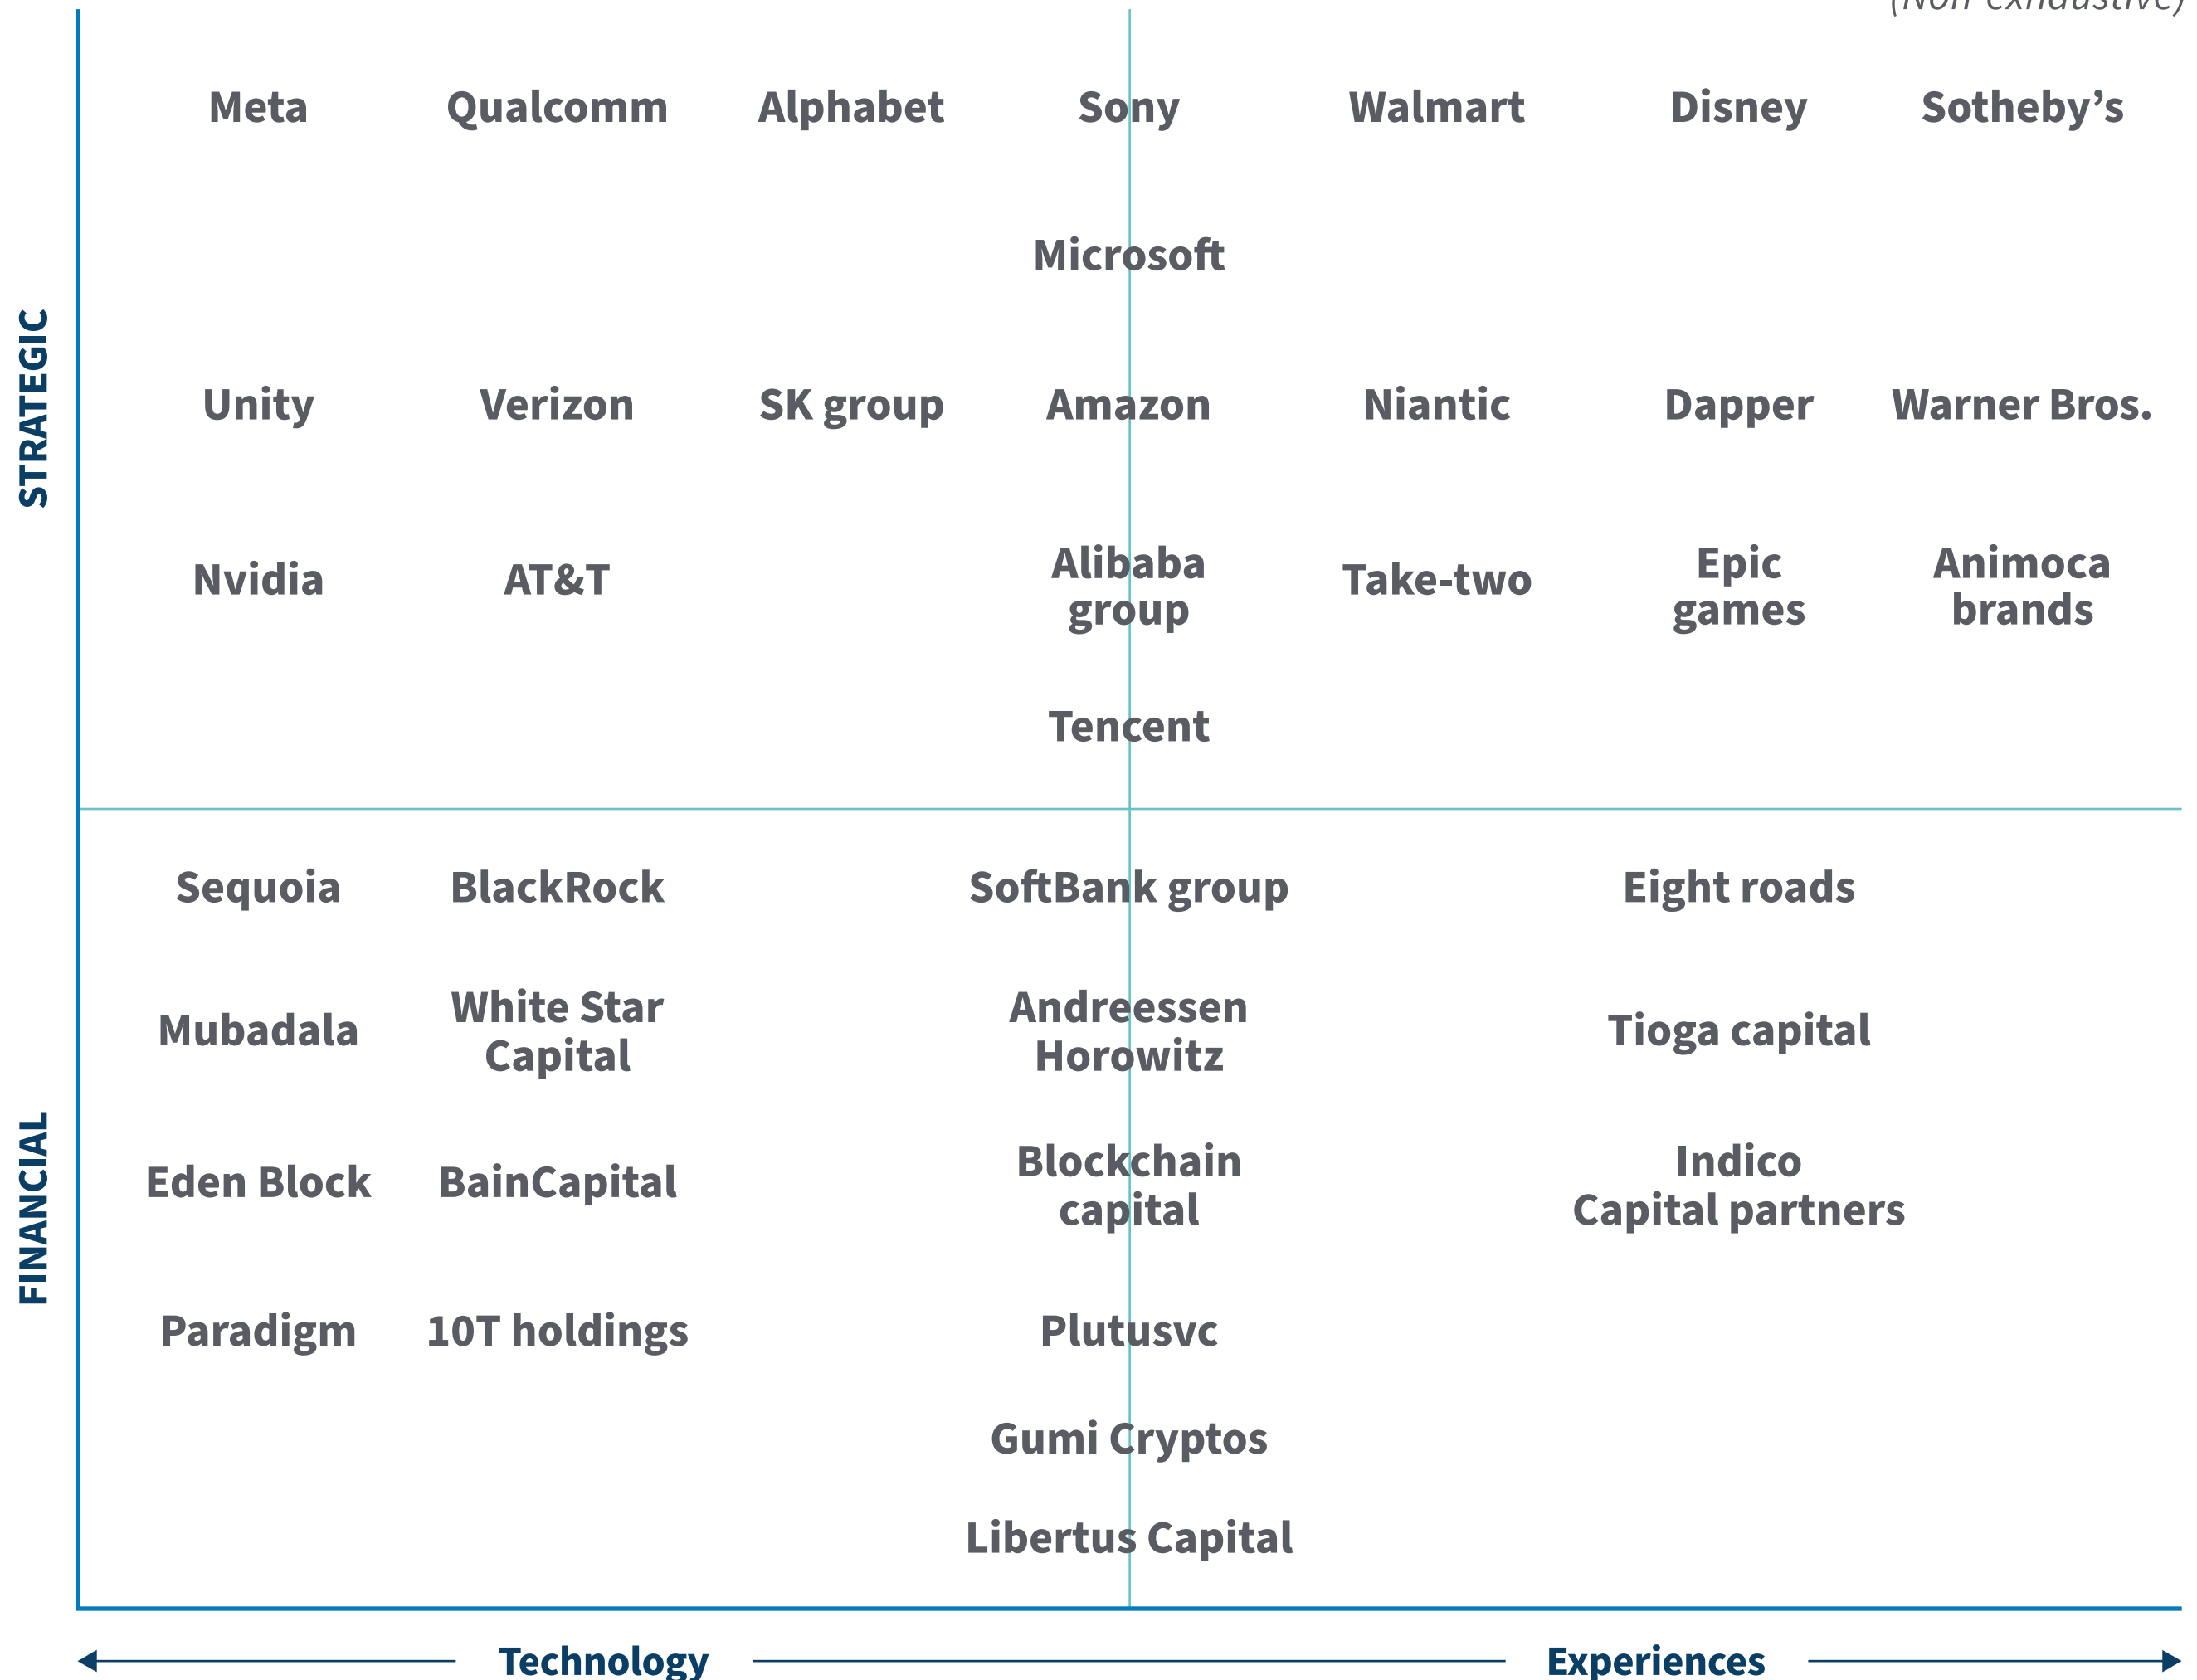 (Non-exhaustive)
Meta Qualcomm Alphabet Sony Walmart Disney Sotheby’s
Microsoft
STRATEGIC
Unity Verizon SK group Amazon Niantic Dapper Warner Bros.
Nvidia AT&T Alibaba group Take-two Epic games Animoca brands
Tencent
Sequoia BlackRock SoftBank group Eight roads
Mubadala White Star Capital Andreessen Horowitz Tioga capital
FINANCIAL
Eden Block BainCapital Blockchain capital Indico Capital partners
Paradigm 10T holdings Plutusvc
Gumi Cryptos
Libertus Capital
Technology Experiences